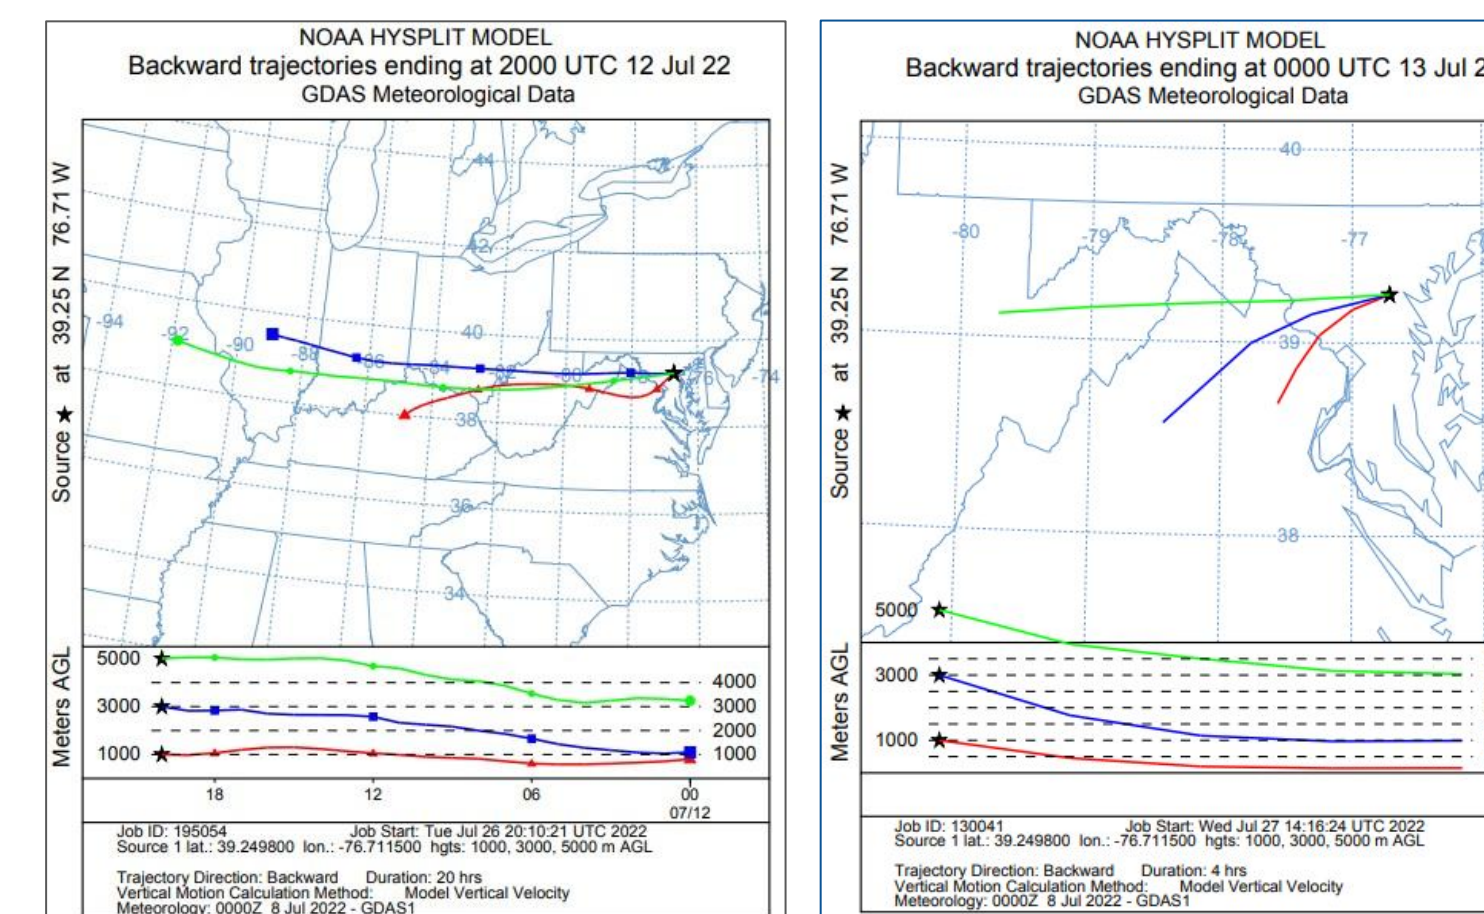 NOAA HYSPLIT MODEL
Backward trajectories ending at 2000 UTC 12 Jul 22
GDAS Meteorological Data
Source ★ at 39.25 N 76.71 W
44
42
-94
-92
-90
-88
-86
-84
-82
-80
-78
-76
-74
40
38
36
34
Meters AGL
5000
3000
1000
4000
3000
2000
1000
18 12 06 00
07/12
Job ID: 195054 Job Start: Tue Jul 26 20:10:21 UTC 2022
Source 1 lat.: 39.249800 lon.: -76.711500 hgts: 1000, 3000, 5000 m AGL
Trajectory Direction: Backward Duration: 20 hrs
Vertical Motion Calculation Method: Model Vertical Velocity
Meteorology: 0000Z 8 Jul 2022 - GDAS1
NOAA HYSPLIT MODEL
Backward trajectories ending at 0000 UTC 13 Jul 2
GDAS Meteorological Data
Source ★ at 39.25 N 76.71 W
40
-80
-79
-78
-77
39
38
Meters AGL
5000
3000
1000
Job ID: 130041 Job Start: Wed Jul 27 14:16:24 UTC 2022
Source 1 lat.: 39.249800 lon.: -76.711500 hgts: 1000, 3000, 5000 m AGL
Trajectory Direction: Backward Duration: 4 hrs
Vertical Motion Calculation Method: Model Vertical Velocity
Meteorology: 0000Z 8 Jul 2022 - GDAS1